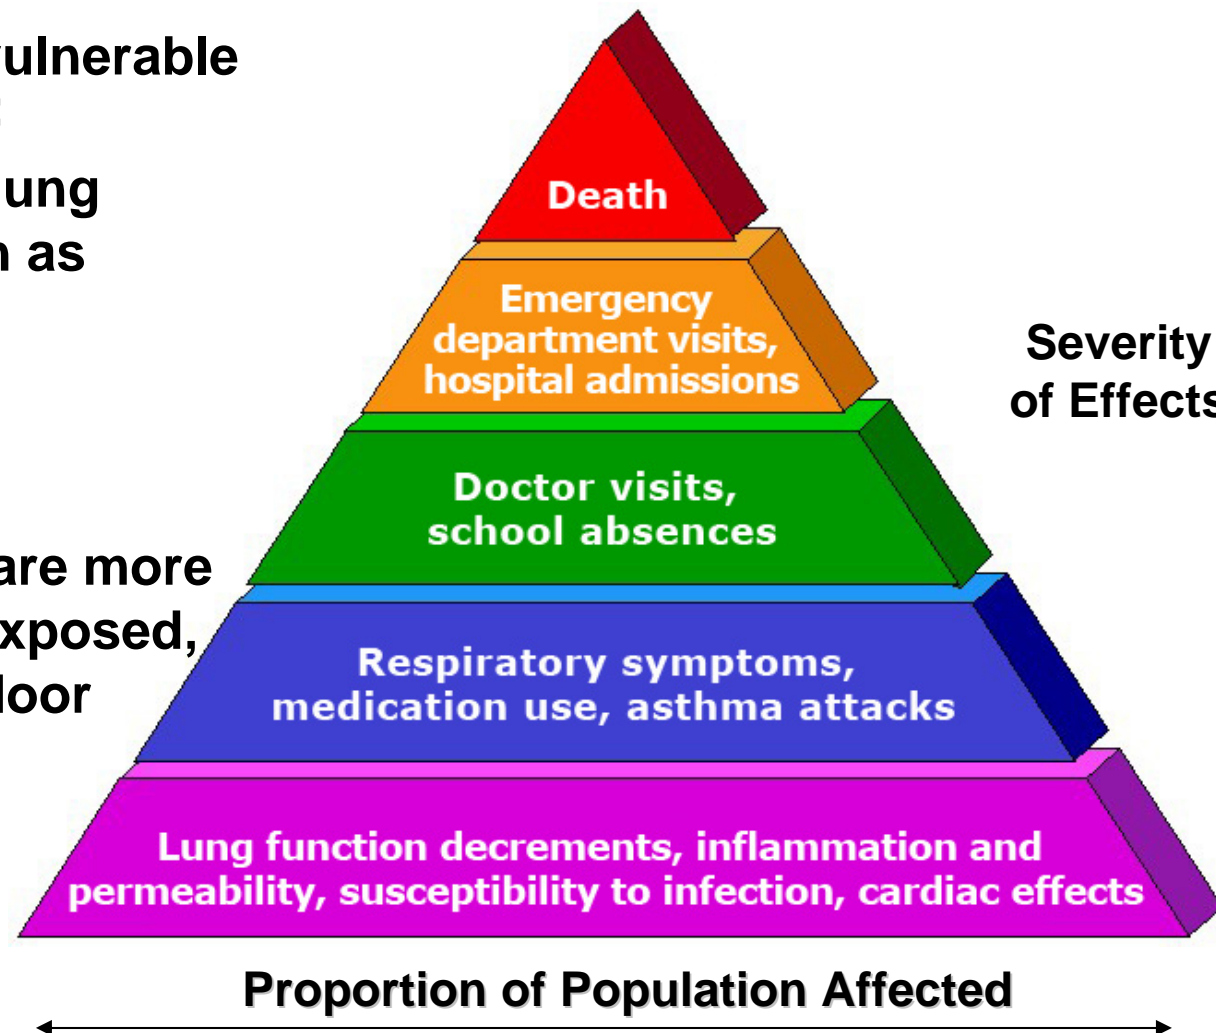 vulnerable
ung
as
are more
xposed,
loor
Death
Emergency
department visits,
hospital admissions
Doctor visits,
school absences
Respiratory symptoms,
medication use, asthma attacks
Lung function decrements, inflammation and
permeability, susceptibility to infection, cardiac effects
Severity
of Effects
Proportion of Population Affected